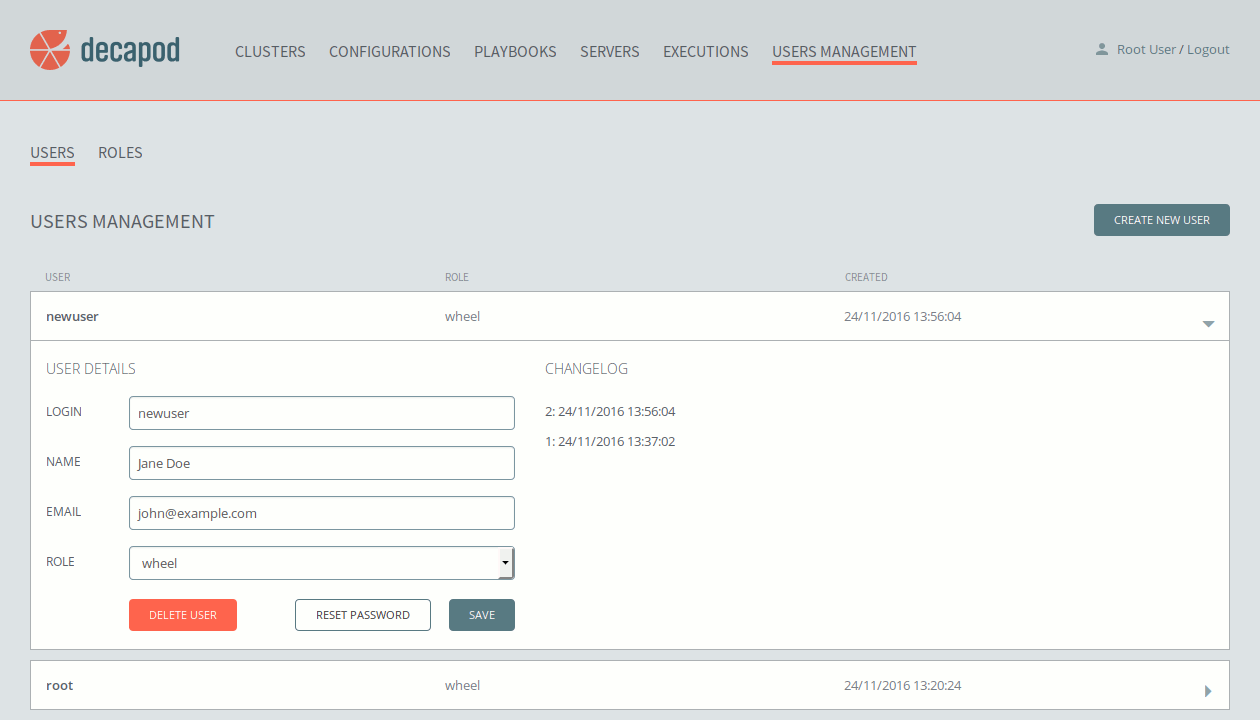 decapod
CLUSTERS CONFIGURATIONS PLAYBOOKS SERVERS EXECUTIONS USERS MANAGEMENT
Root User / Logout
USERS ROLES
USERS MANAGEMENT
CREATE NEW USER
USER ROLE CREATED
newuser wheel 24/11/2016 13:56:04
USER DETAILS
LOGIN newuser
NAME Jane Doe
EMAIL john@example.com
ROLE wheel
DELETE USER RESET PASSWORD SAVE
CHANGELOG
2: 24/11/2016 13:56:04
1: 24/11/2016 13:37:02
root wheel 24/11/2016 13:20:24